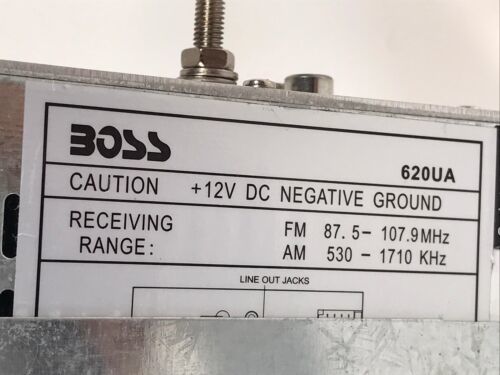 BOSS
620UA
CAUTION +12V DC NEGATIVE GROUND
RECEIVING FM 87.5- 107.9MHz
RANGE: AM 530 - 1710 KHz
LINE OUT JACKS